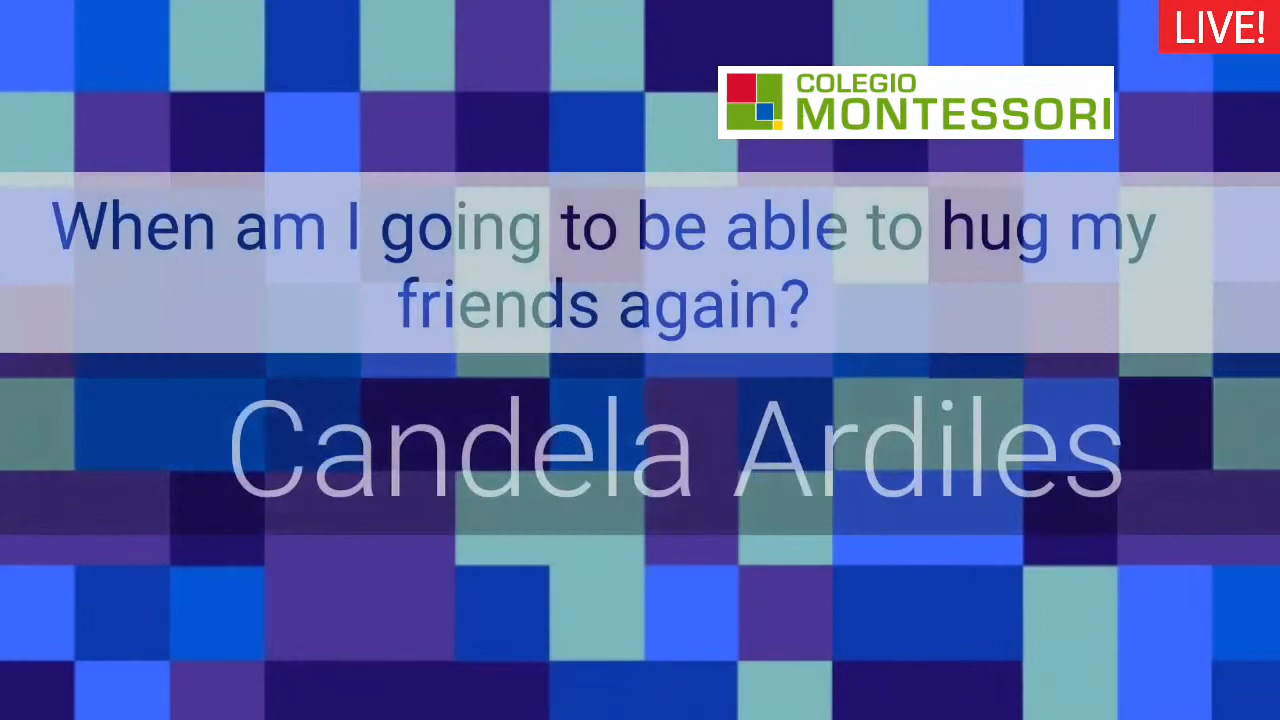 LIVE!
COLEGIO
MONTESSORI
When am I going to be able to hug my
friends again?
Candela Ardiles